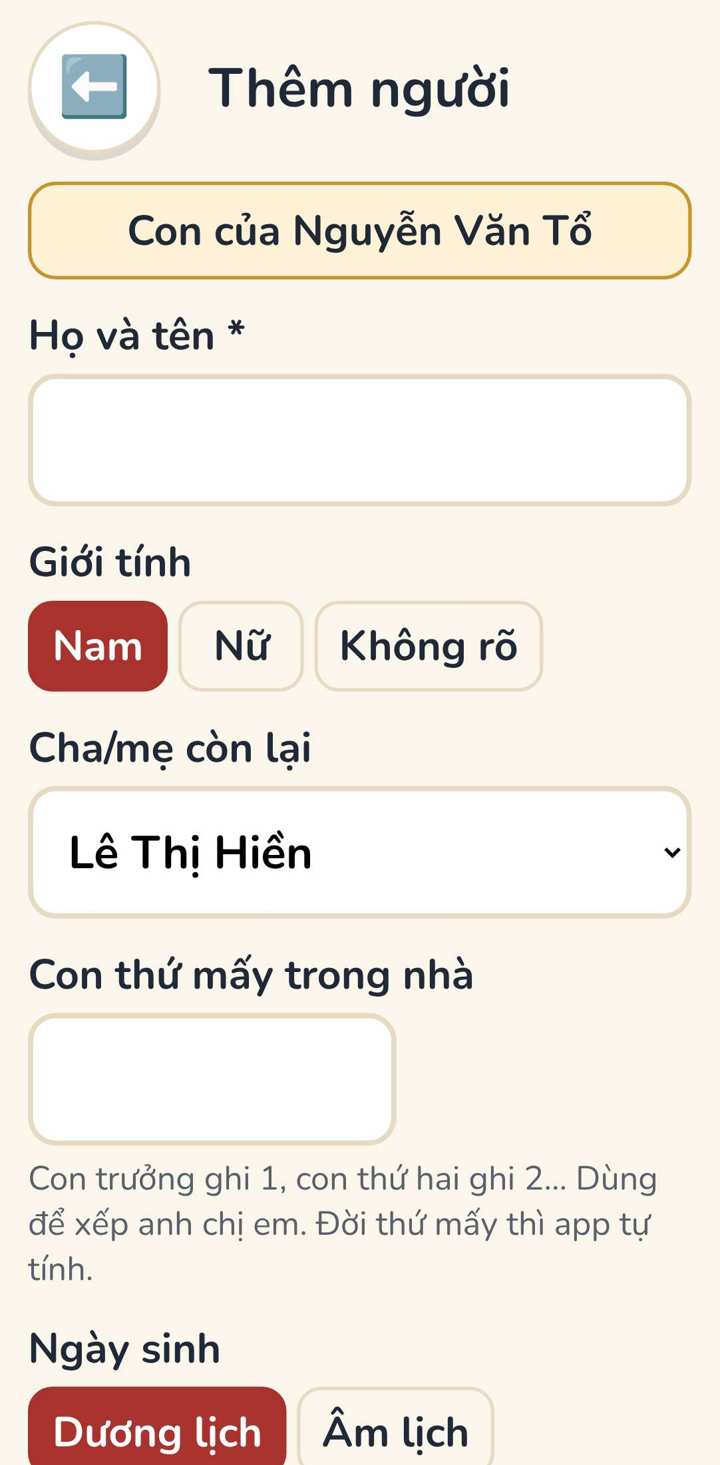 Thêm người
Con của Nguyễn Văn Tổ
Họ và tên *
Giới tính
Nam
Nữ
Không rõ
Cha/mẹ còn lại
Lê Thị Hiền
Con thứ mấy trong nhà
Con trưởng ghi 1, con thứ hai ghi 2... Dùng
để xếp anh chị em. Đời thứ mấy thì app tự
tính.
Ngày sinh
Dương lịch
Âm lịch